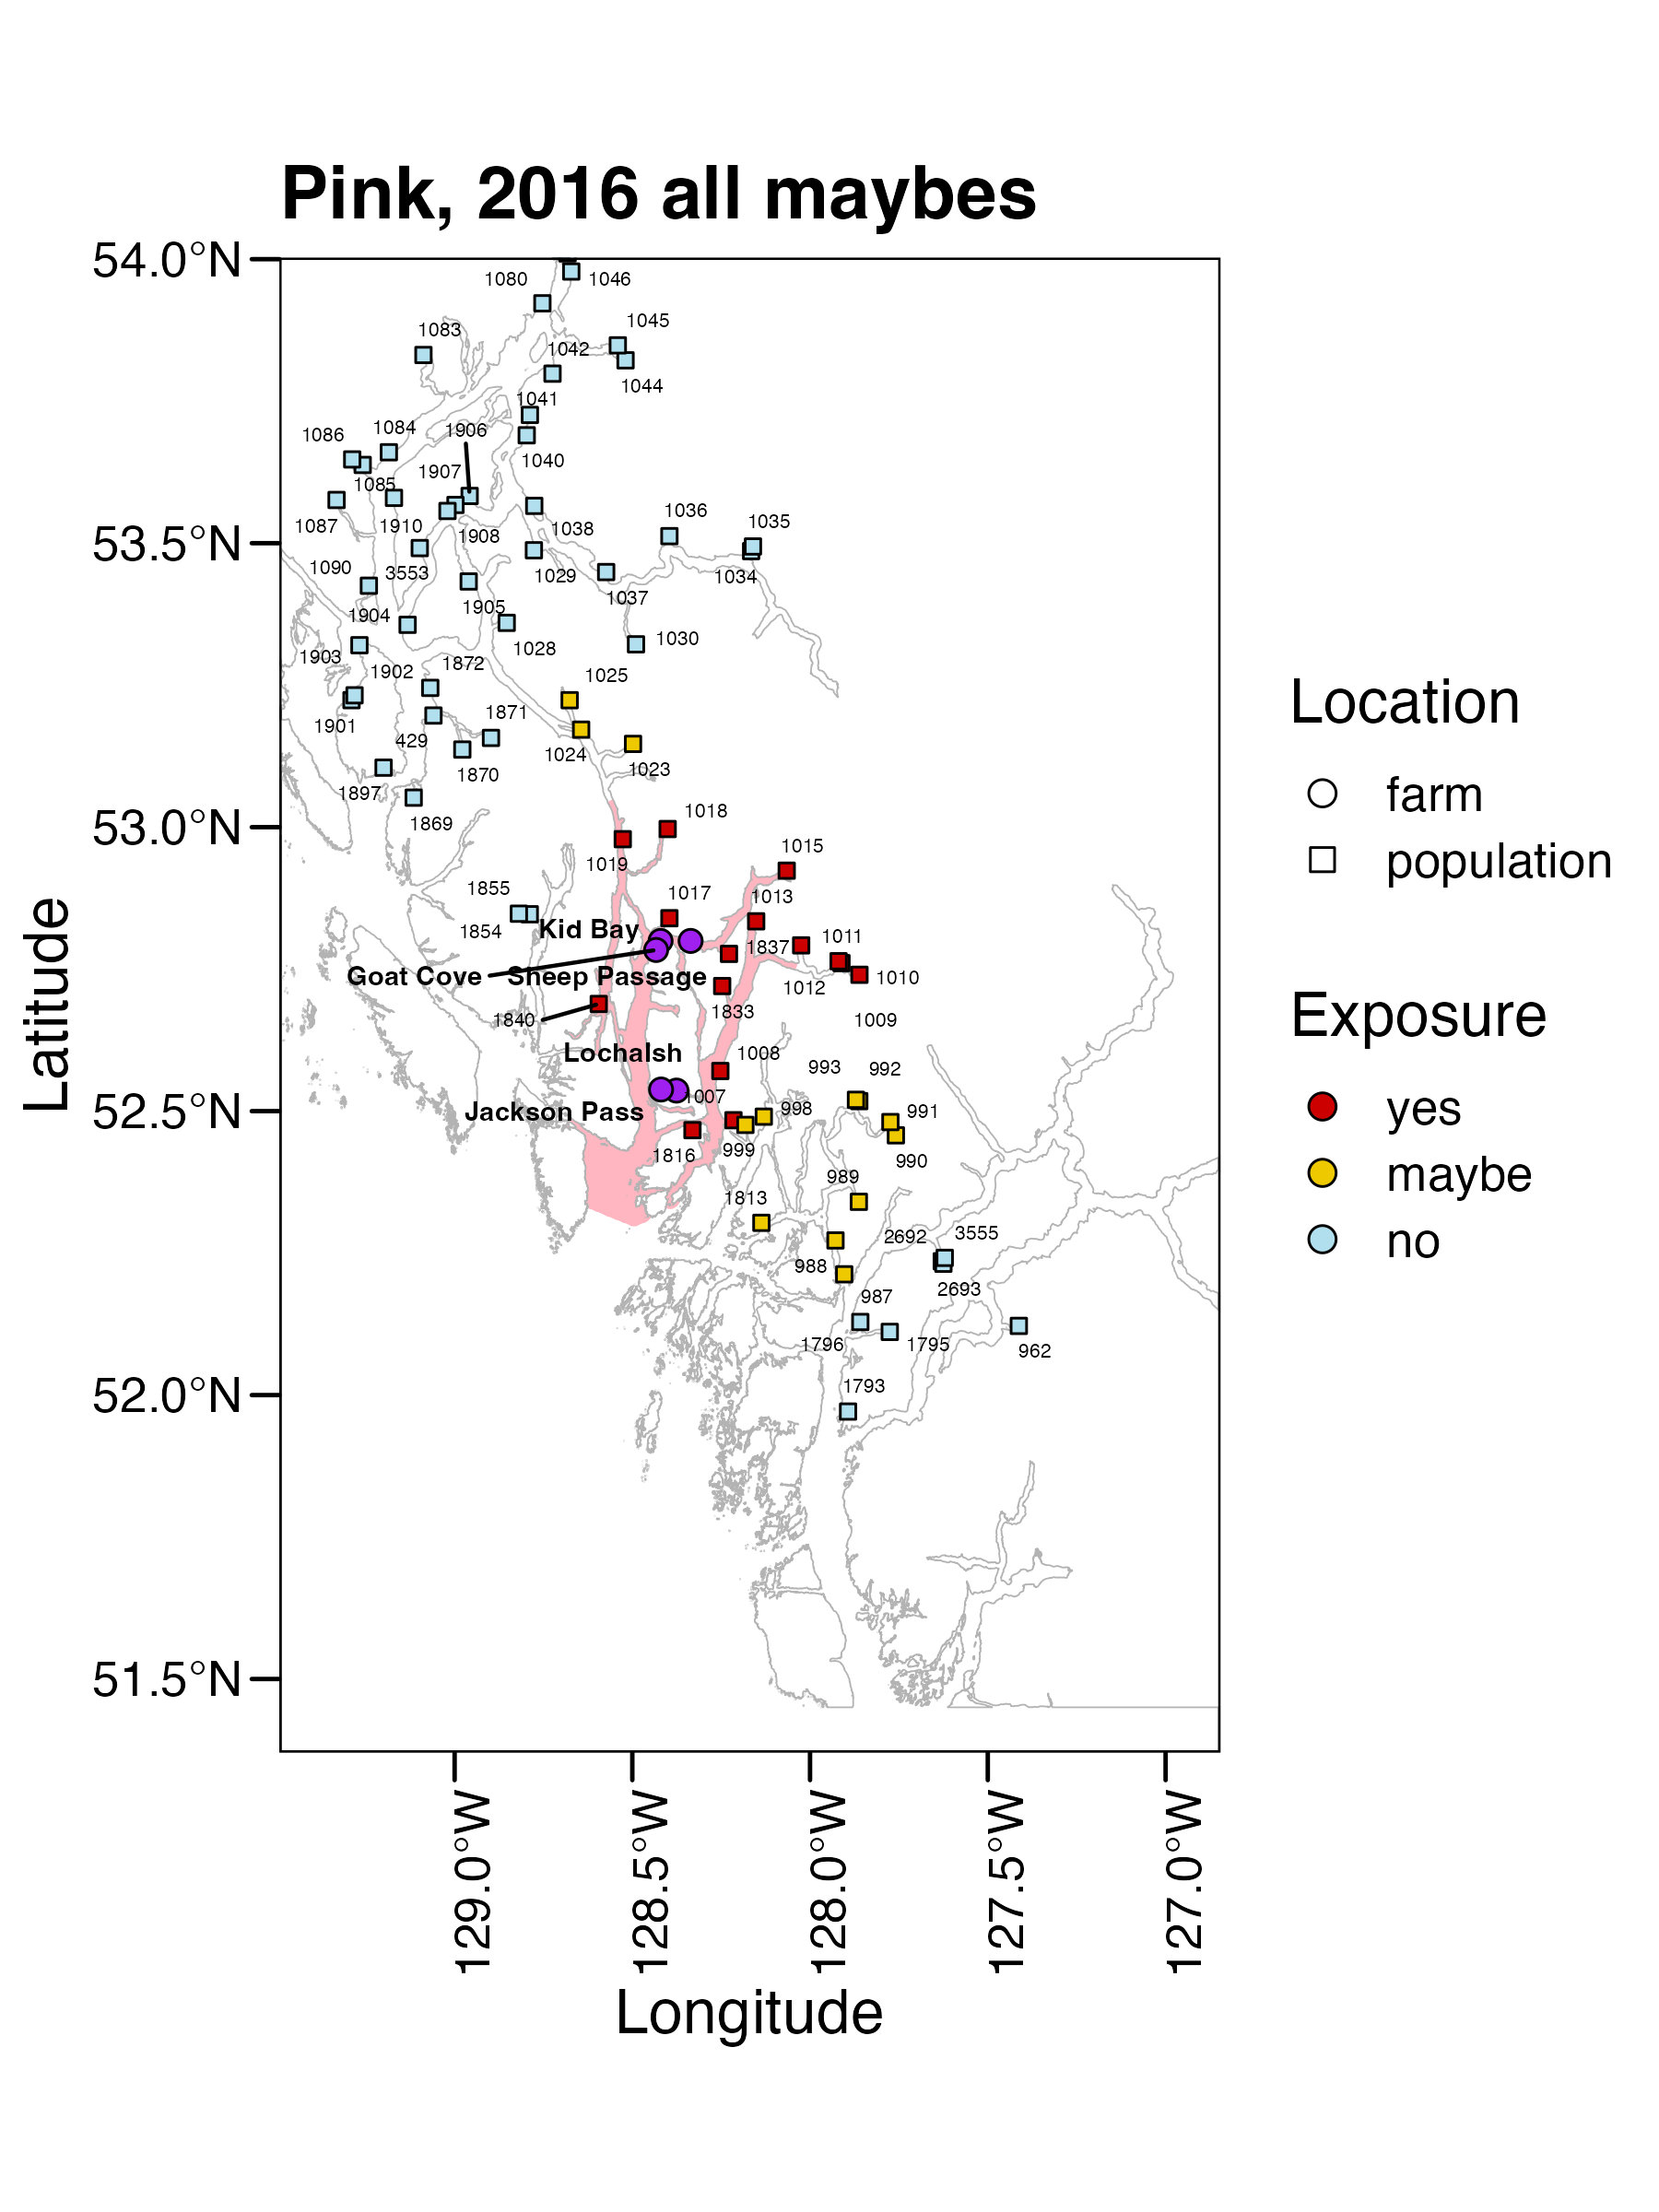 Pink, 2016 all maybes
54.0°N
53.5°N
53.0°N
52.5°N
52.0°N
51.5°N
Latitude
1080
1046
1045
1083
1042
1044
1041
1084
1906
1086
1040
1907
1085
1087
1910
1908
1038
1036
1035
1090
3553
1029
1034
1037
1904
1905
1030
1903
1028
1902
1872
1025
1901
1871
429
1024
1870
1023
1897
1869
1018
1019
1015
1855
1017
1013
1854
Kid Bay
1837
1011
Goat Cove
Sheep Passage
1012
1010
1840
1833
1009
Lochalsh
1008
993
992
1007
Jackson Pass
998
991
1816
999
990
989
1813
2692
3555
988
2693
987
1796
1795
962
1793
129.0°W
128.5°W
128.0°W
127.5°W
127.0°W
Longitude
Location
farm
population
Exposure
yes
maybe
no